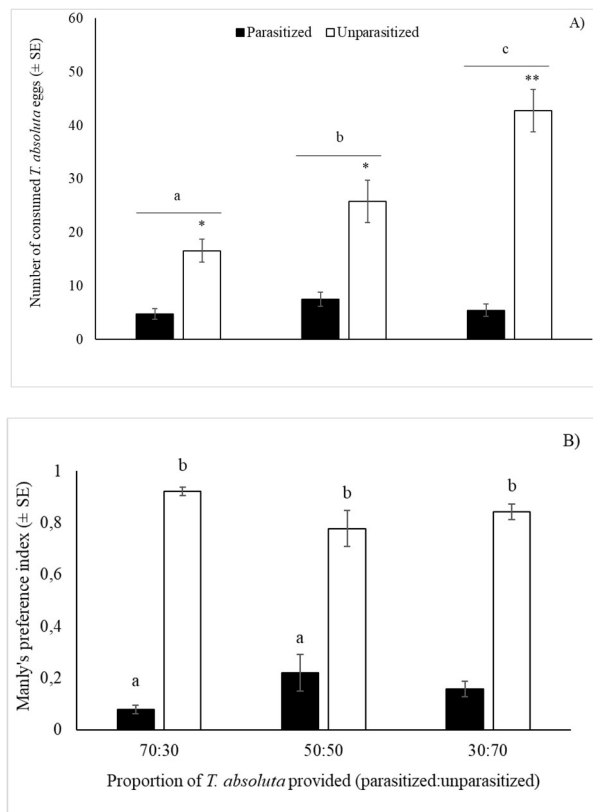 A)
Parasitized Unparasitized
Number of consumed T. absoluta eggs (± SE)
60
50
40
30
20
10
0
a
*
b
*
c
**
B)
Manly's preference index (± SE)
1
0,8
0,6
0,4
0,2
0
a
b
a
b
b
70:30 50:50 30:70
Proportion of T. absoluta provided (parasitized:unparasitized)